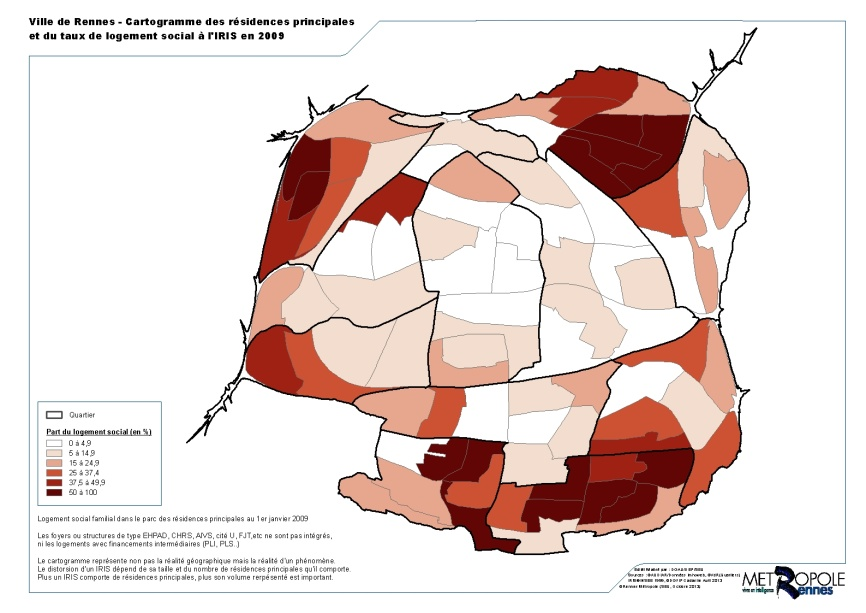 Ville de Rennes - Cartogramme des résidences principales
et du taux de logement social à l'IRIS en 2009
Quartier
Part du logement social (en %)
0 à 4,9
5 à 14,9
15 à 24,9
25 à 37,4
37,5 à 49,9
50 à 100
Logement social familial dans le parc des résidences principales au 1er janvier 2009
Les foyers ou structures de type EHPAD, CHRS, AIVS, cité U, FJT,etc ne sont pas intégrés,
ni les logements avec financements intermédiaires (PLI, PLS..)
Le cartogramme représente non pas la réalité géographique mais la réalité d'un phénomène.
Le distorsion d'un IRIS dépend de sa taille et du nombre de résidences principales qu'il comporte.
Plus un IRIS comporte de résidences principales, plus son volume rerpésenté est important.
METROPOLE
Rennes
vivre en intelligence